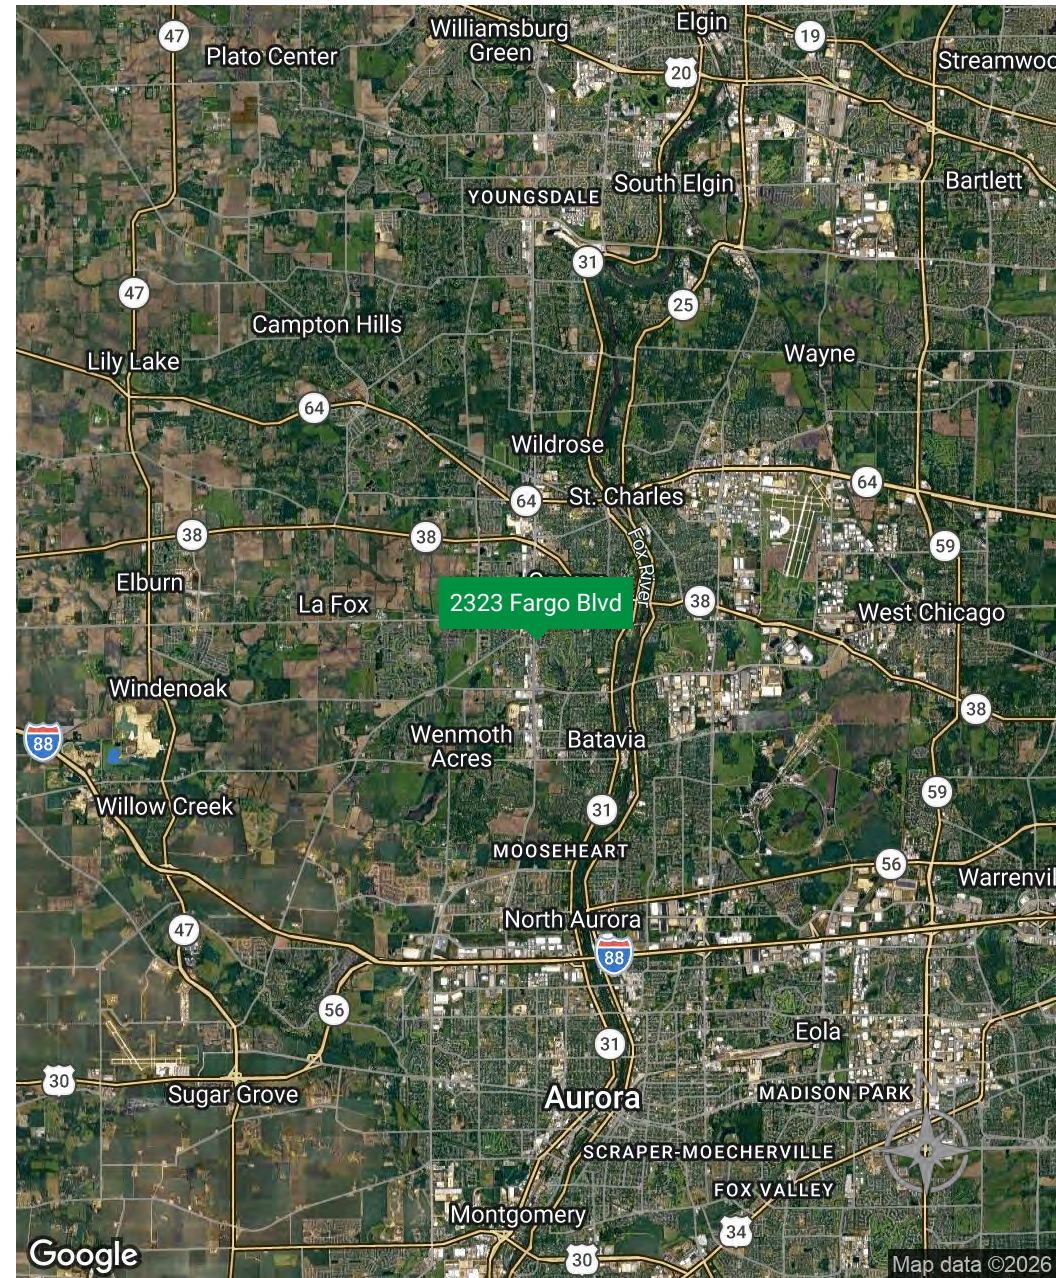 47
Plato Center
Williamsburg
Green
Elgin
19
20
Streamwoo
YOUNGSDALE
South Elgin
Bartlett
31
47
25
Campton Hills
Lily Lake
Wayne
64
Wildrose
64
St. Charles
64
38
38
59
Fox River
Elburn
La Fox
2323 Fargo Blvd
38
West Chicago
Windenoak
38
88
Wenmoth
Acres
Batavia
Willow Creek
31
59
MOOSEHEART
56
Warrenvil
47
North Aurora
88
56
31
Eola
30
Sugar Grove
Aurora
MADISON PARK
N
SCRAPER-MOECHERVILLE
FOX VALLEY
Montgomery
34
30
Google
Map data ©2026